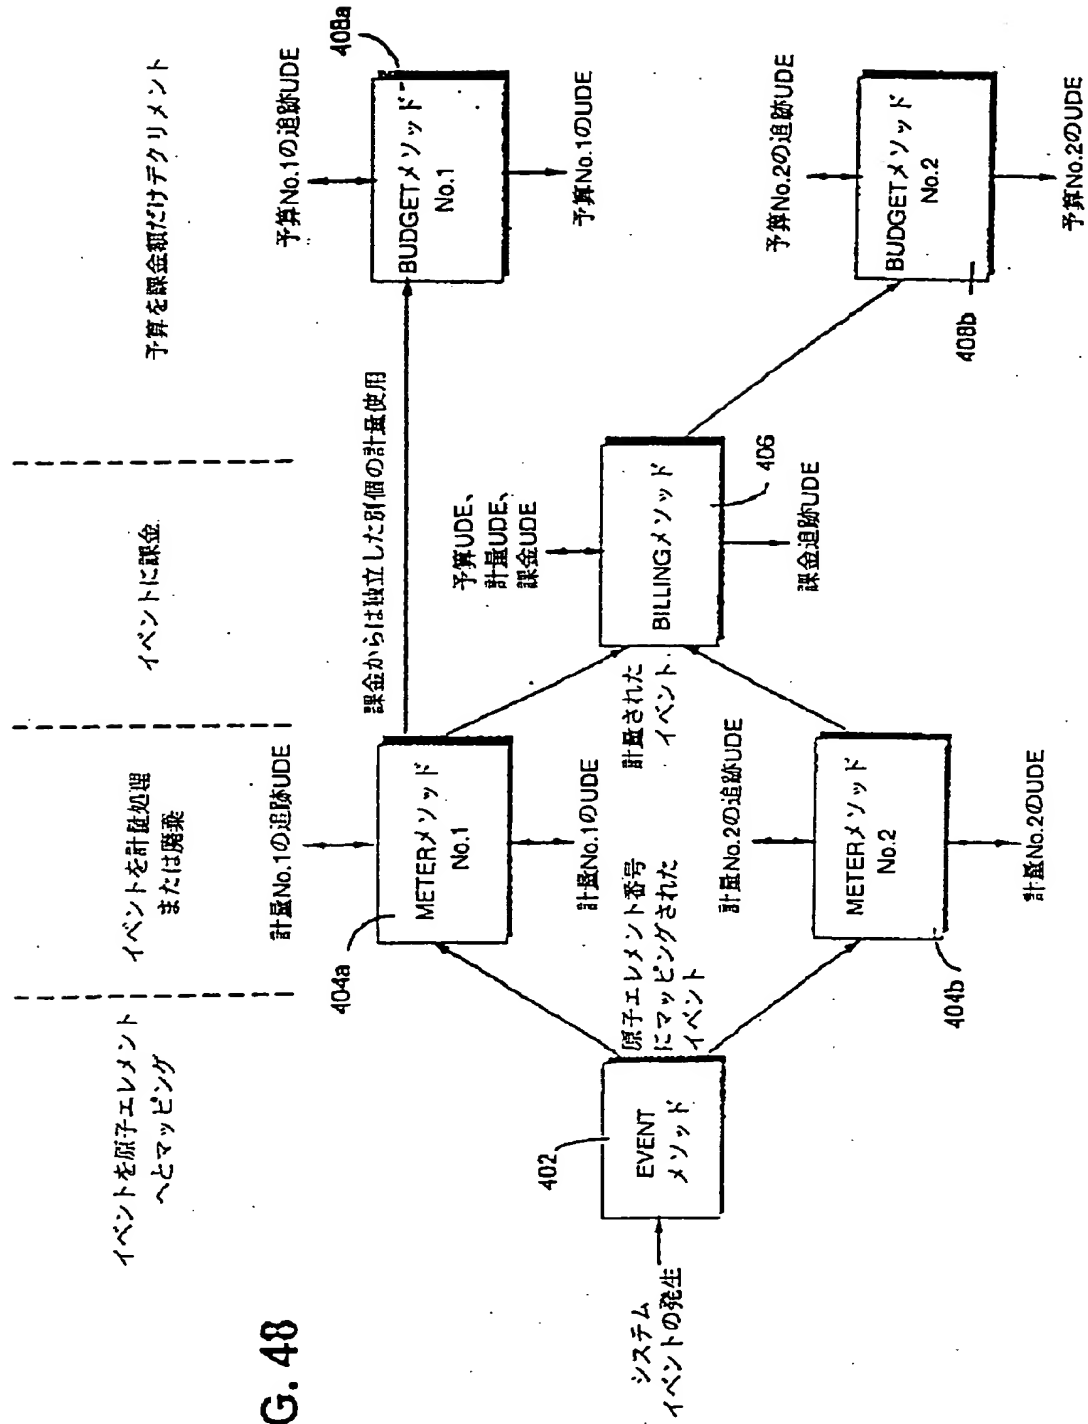 イベントを原子エレメント
へとマッピング
イベントを計量処理
または廃棄
イベントに課金
予算を課金額だけデクリメント
計量No.1の追跡UDE
404a
METERメソッド
No.1
計量No.1のUDE
課金からは独立した別個の計量使用
予算No.1の追跡UDE
408a
BUDGETメソッド
No.1
予算No.1のUDE
システム
イベントの発生
402
EVENT
メソッド
原子エレメント番号
にマッピングされた
イベント
計量された
イベント
予算UDE、
計量UDE、
課金UDE
BILLINGメソッド
406
課金追跡UDE
計量No.2の追跡UDE
METERメソッド
No.2
404b
計量No.2のUDE
予算No.2の追跡UDE
BUDGETメソッド
No.2
408b
予算No.2のUDE
G. 48